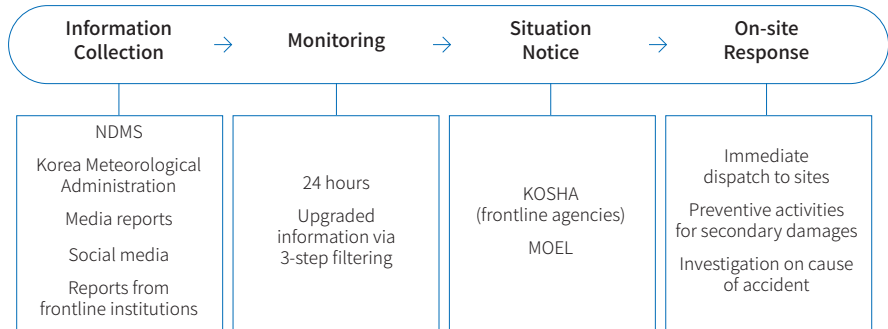 Information
Collection
Monitoring
Situation
Notice
On-site
Response
NDMS
Korea Meteorological
Administration
Media reports
Social media
Reports from
frontline institutions
24 hours
Upgraded
information via
3-step filtering
KOSHA
(frontline agencies)
MOEL
Immediate
dispatch to sites
Preventive activities
for secondary damages
Investigation on cause
of accident